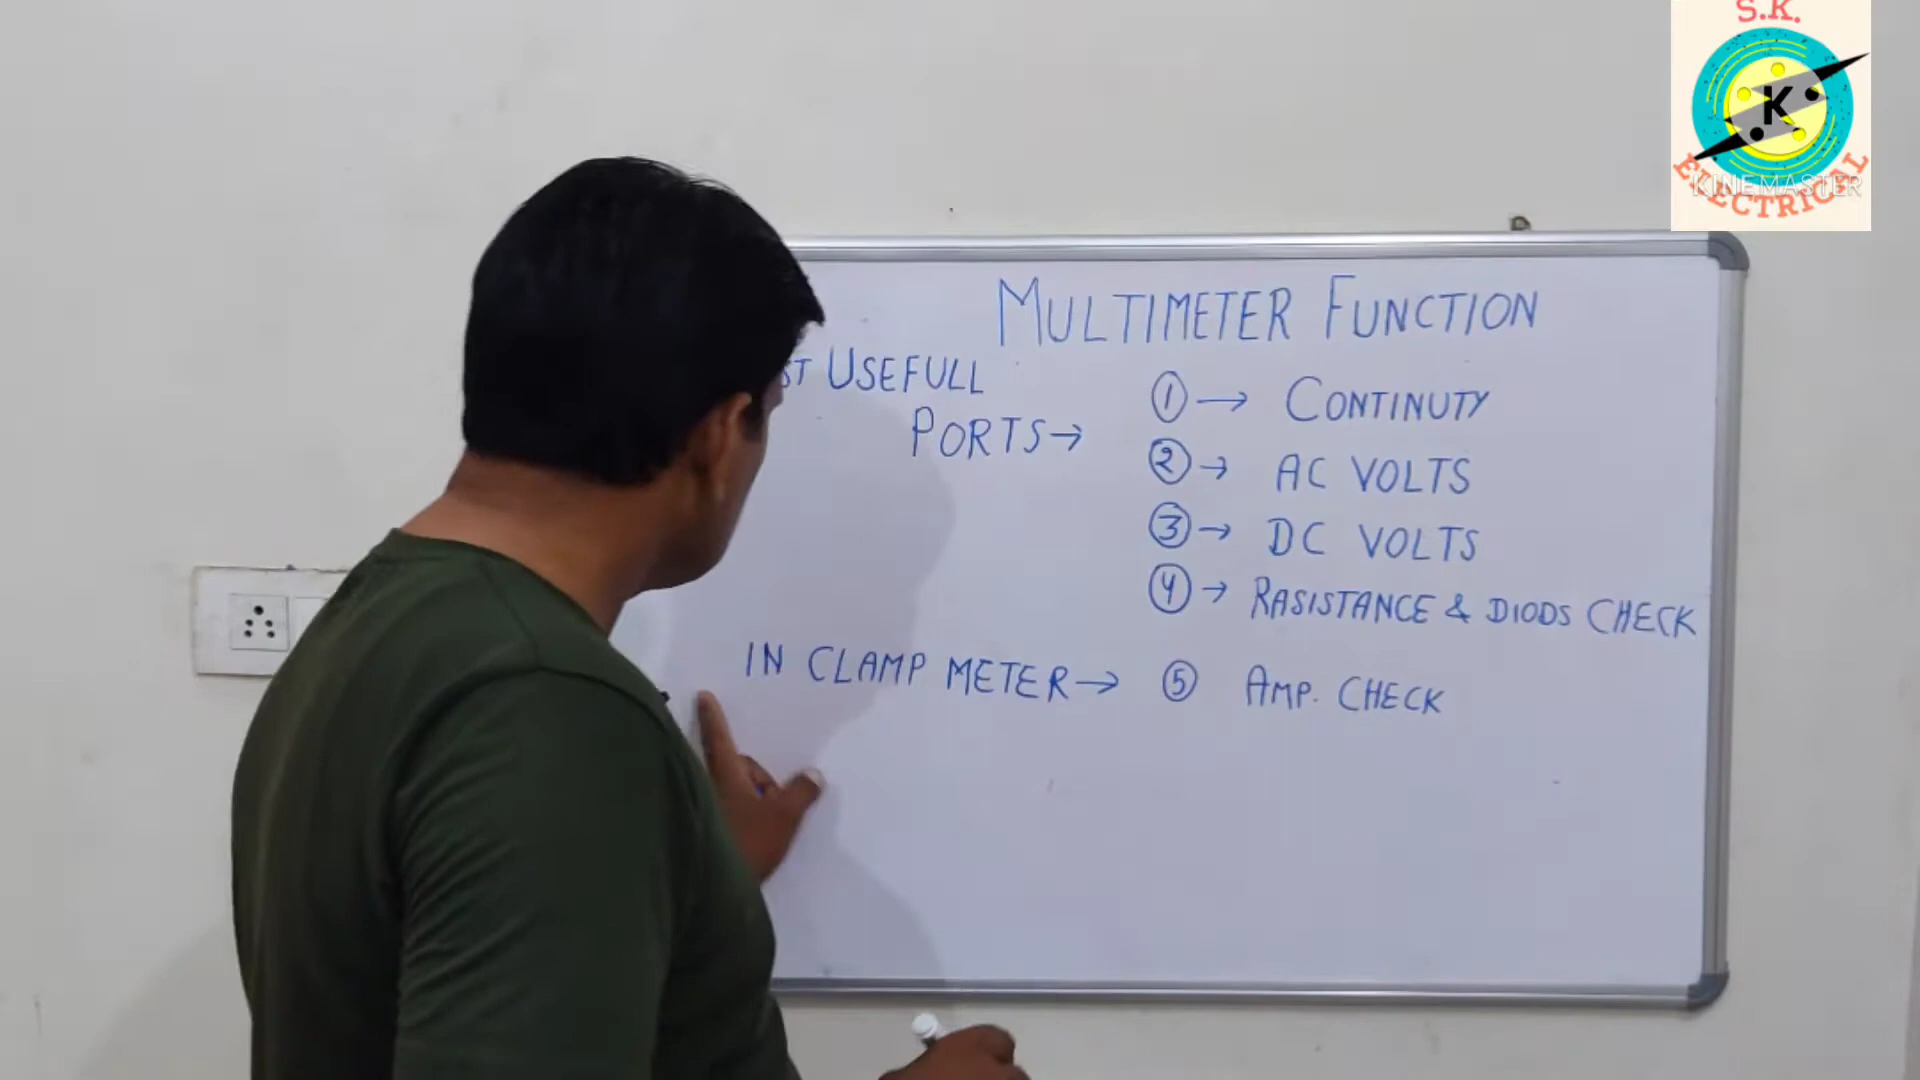 S.K.
K
ELECTRICAL
KINEMASTER
MULTIMETER FUNCTION
USEFULL
PORTS→
① → CONTINUTY
② → AC VOLTS
③ → DC VOLTS
④ → RASISTANCE & DIODS CHECK
IN CLAMP METER→ ⑤ AMP. CHECK